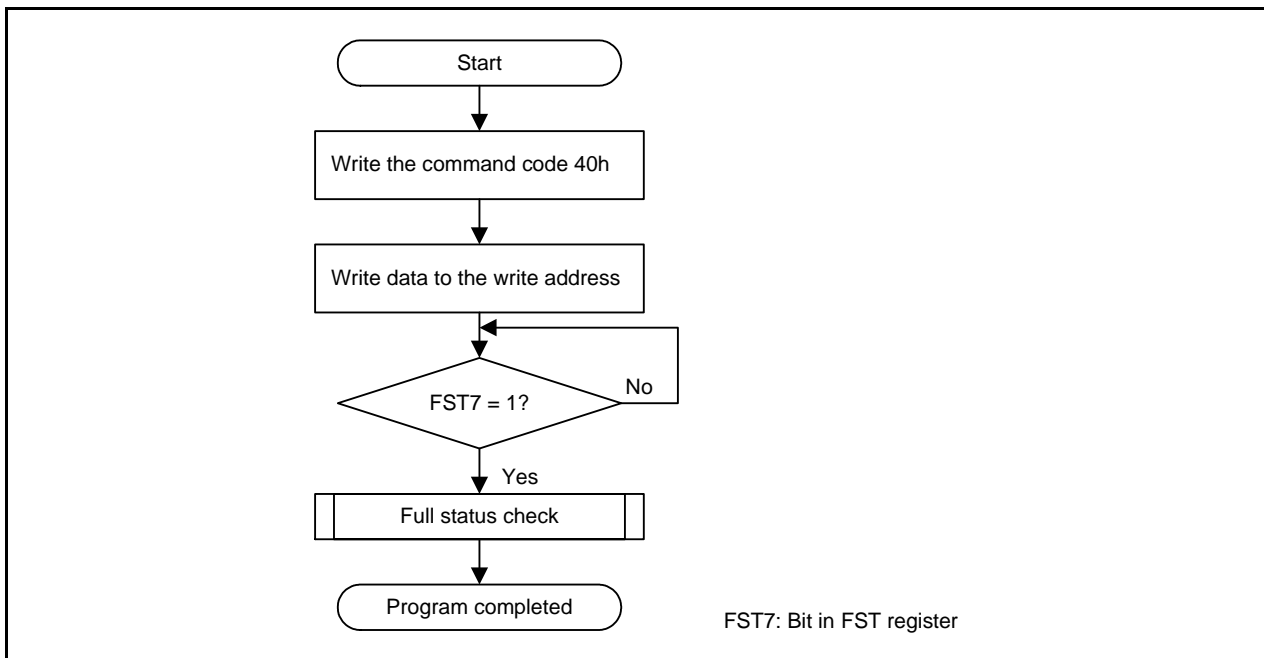 Start
Write the command code 40h
Write data to the write address
FST7 = 1?
No
Yes
Full status check
Program completed
FST7: Bit in FST register